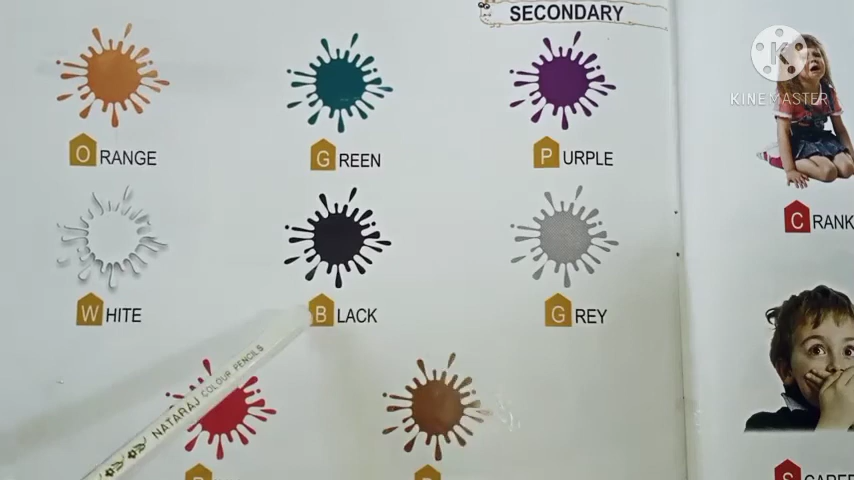 SECONDARY
KINEMASTER
ORANGE
GREEN
PURPLE
WHITE
BLACK
GREY
CRANK
NATARAJ COLOUR PENCILS